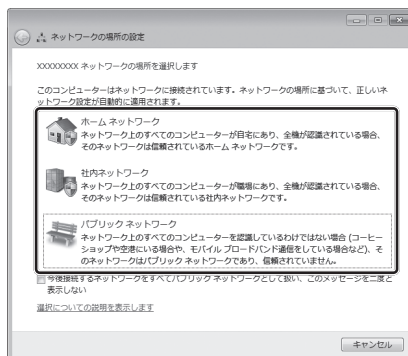 ネットワークの場所の設定
XXXXXXXX ネットワークの場所を選択します
このコンピューターはネットワークに接続されています。ネットワークの場所に基づいて、正しいネ
ットワーク設定が自動的に適用されます。
ホーム ネットワーク
ネットワーク上のすべてのコンピューターが自宅にあり、全機が認識されている場合、
そのネットワークは信頼されているホーム ネットワークです。
社内ネットワーク
ネットワーク上のすべてのコンピューターが職場にあり、全機が認識されている場合、
そのネットワークは信頼されている社内ネットワークです。
パブリック ネットワーク
ネットワーク上のすべてのコンピューターを認識しているわけではない場合 (コーヒー
ショップや空港にいる場合や、モバイル ブロードバンド通信をしている場合など)、そ
のネットワークはパブリック ネットワークであり、信頼されていません。
今後接続するネットワークをすべてパブリック ネットワークとして扱い、このメッセージを二度と
表示しない
選択についての説明を表示します
キャンセル